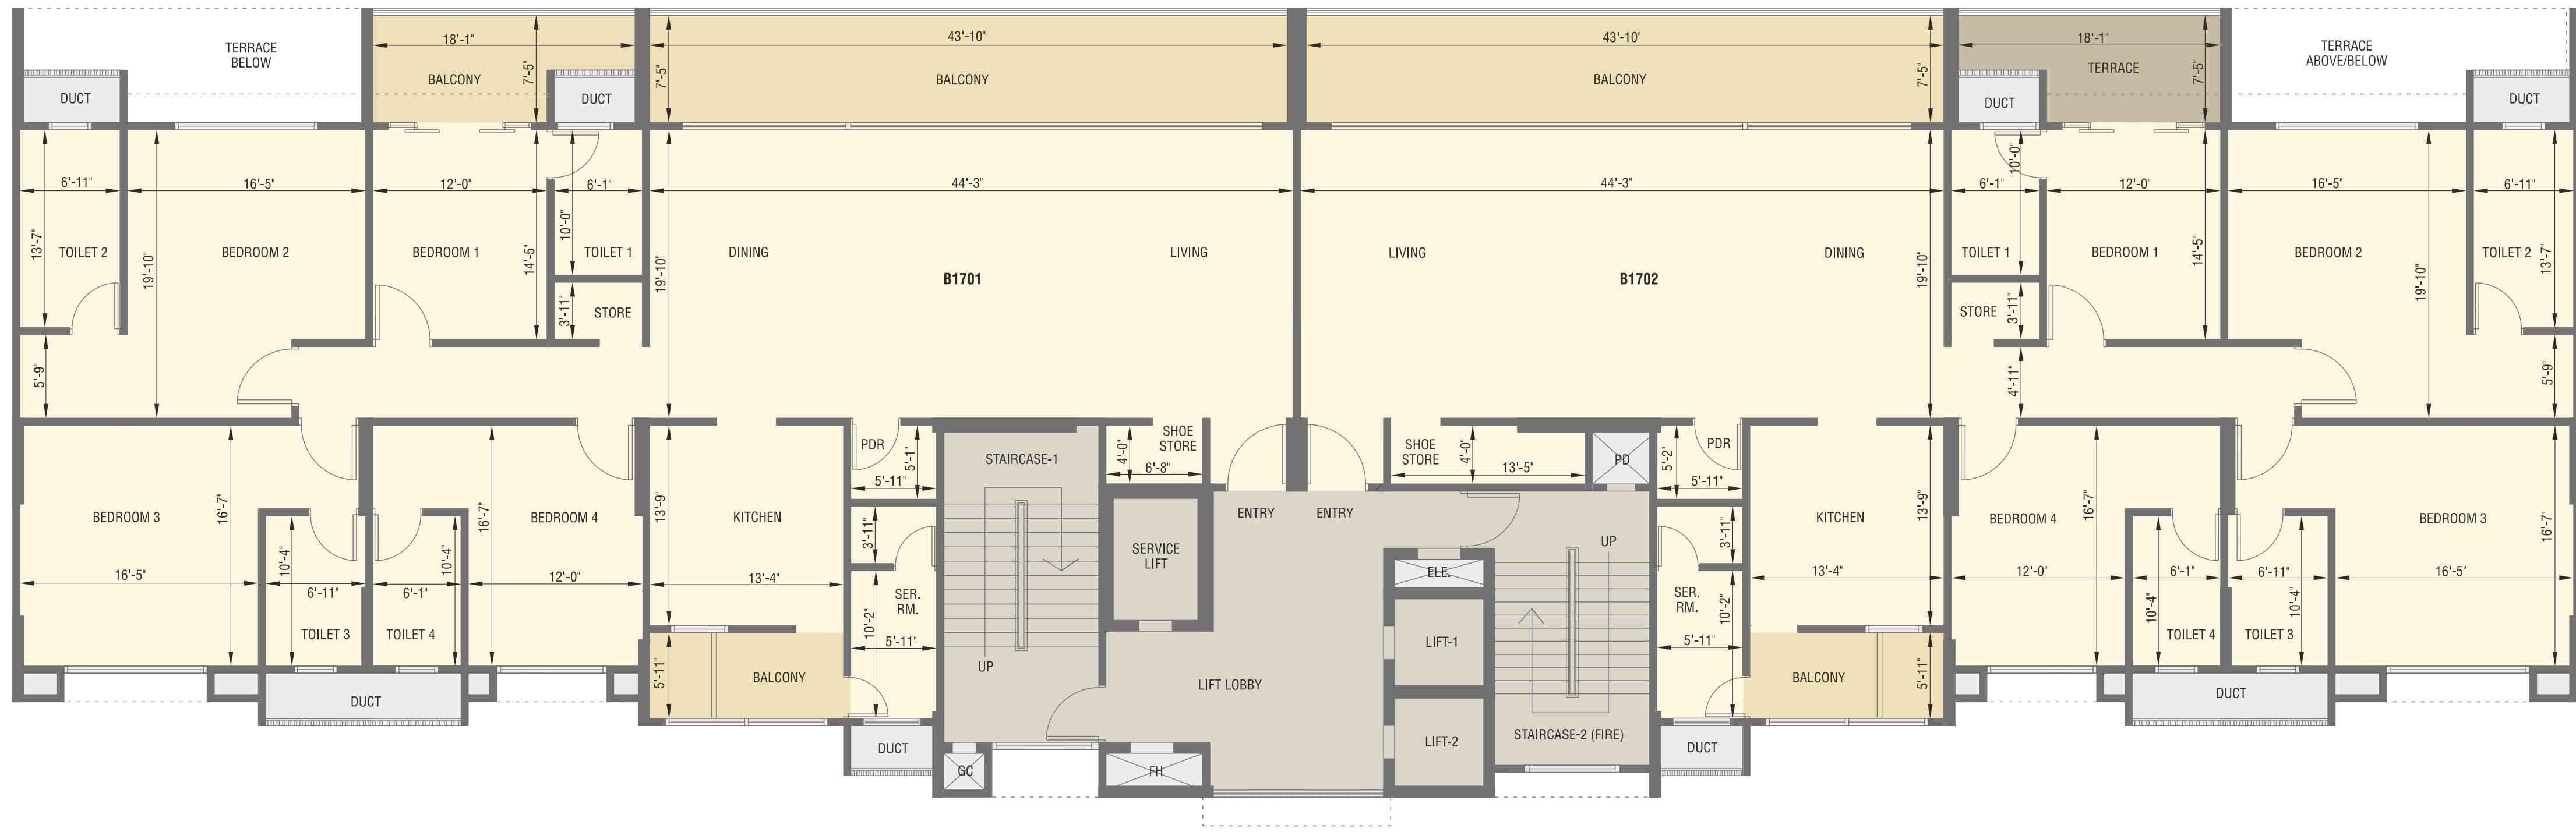 TERRACE
BELOW
18'-1"
BALCONY
7'-5"
43'-10"
BALCONY
7'-5"
43'-10"
BALCONY
7'-5"
18'-1"
TERRACE
7'-5"
TERRACE
ABOVE/BELOW
DUCT
DUCT
DUCT
DUCT
6'-11"
16'-5"
12'-0"
6'-1"
44'-3"
44'-3"
6'-1"
12'-0"
16'-5"
6'-11"
13'-7"
TOILET 2
19'-10"
BEDROOM 2
BEDROOM 1
14'-5"
10'-0"
TOILET 1
19'-10"
DINING
LIVING
B1701
LIVING
DINING
B1702
19'-10"
10'-0"
TOILET 1
BEDROOM 1
14'-5"
BEDROOM 2
19'-10"
TOILET 2
13'-7"
3'-11"
STORE
STORE
3'-11"
5'-9"
4'-11"
5'-9"
BEDROOM 3
16'-7"
16'-5"
10'-4"
6'-11"
TOILET 3
16'-7"
BEDROOM 4
10'-4"
6'-1"
TOILET 4
12'-0"
13'-9"
KITCHEN
13'-4"
PDR
5'-1"
5'-11"
3'-11"
SER.
RM.
10'-2"
5'-11"
5'-11"
BALCONY
STAIRCASE-1
UP
4'-0"
SHOE
STORE
6'-8"
SERVICE
LIFT
ENTRY
ENTRY
SHOE
STORE
4'-0"
13'-5"
PD
UP
ELE.
LIFT-1
LIFT LOBBY
LIFT-2
STAIRCASE-2 (FIRE)
5'-2"
PDR
5'-11"
3'-11"
SER.
RM.
10'-2"
5'-11"
KITCHEN
13'-9"
13'-4"
BALCONY
5'-11"
BEDROOM 4
16'-7"
12'-0"
6'-1"
10'-4"
TOILET 4
6'-11"
10'-4"
TOILET 3
BEDROOM 3
16'-7"
16'-5"
DUCT
DUCT
GC
FH
DUCT
DUCT